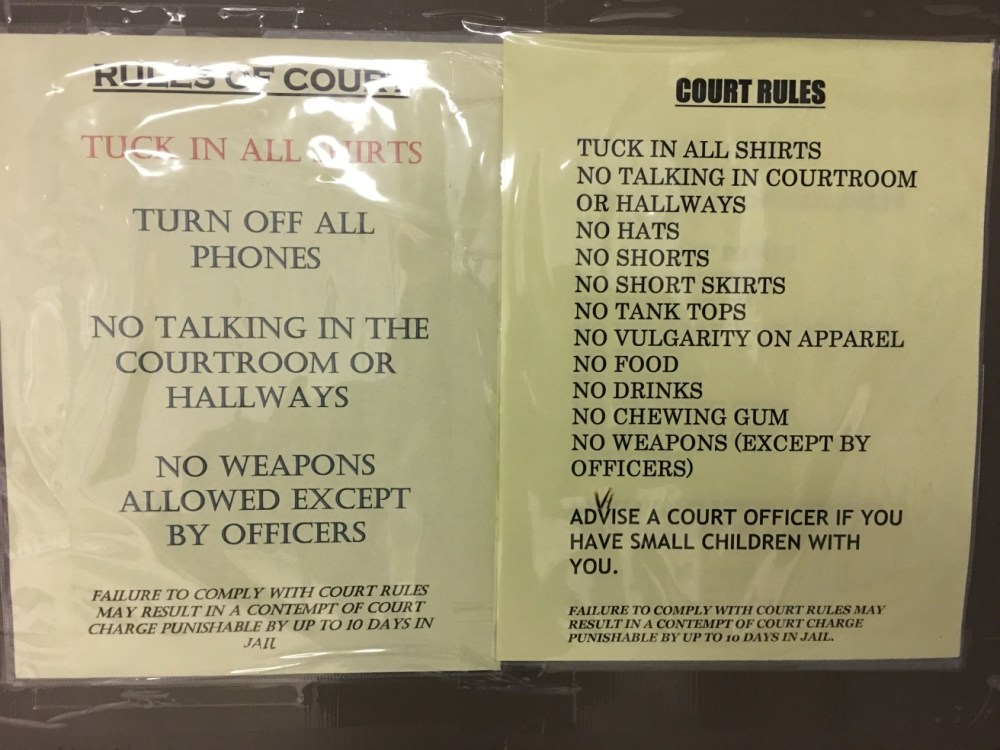 RULES OF COURT
TUCK IN ALL SHIRTS
TURN OFF ALL
PHONES
NO TALKING IN THE
COURTROOM OR
HALLWAYS
NO WEAPONS
ALLOWED EXCEPT
BY OFFICERS
FAILURE TO COMPLY WITH COURT RULES
MAY RESULT IN A CONTEMPT OF COURT
CHARGE PUNISHABLE BY UP TO 10 DAYS IN
JAIL
COURT RULES
TUCK IN ALL SHIRTS
NO TALKING IN COURTROOM
OR HALLWAYS
NO HATS
NO SHORTS
NO SHORT SKIRTS
NO TANK TOPS
NO VULGARITY ON APPAREL
NO FOOD
NO DRINKS
NO CHEWING GUM
NO WEAPONS (EXCEPT BY
OFFICERS)
ADVISE A COURT OFFICER IF YOU
HAVE SMALL CHILDREN WITH
YOU.
FAILURE TO COMPLY WITH COURT RULES MAY
RESULT IN A CONTEMPT OF COURT CHARGE
PUNISHABLE BY UP TO 10 DAYS IN JAIL.